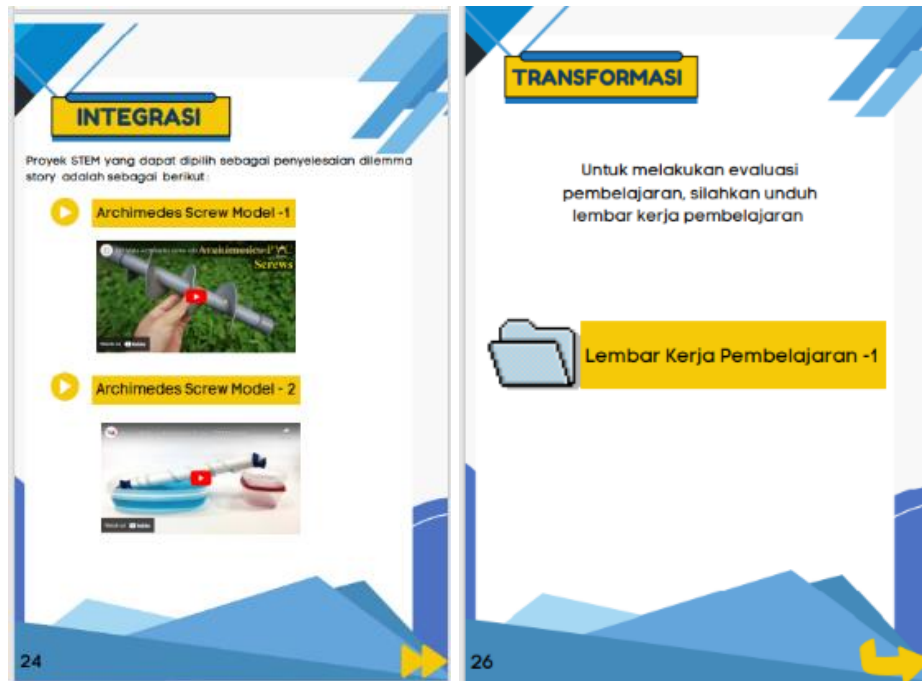 INTEGRASI
Proyek STEM yang dapat dipilih sebagai penyelesaian dilemma
story adalah sebagai berikut :
Archimedes Screw Model -1
Screws
Archimedes Screw Model - 2
24
TRANSFORMASI
Untuk melakukan evaluasi
pembelajaran, silahkan unduh
lembar kerja pembelajaran
Lembar Kerja Pembelajaran -1
26